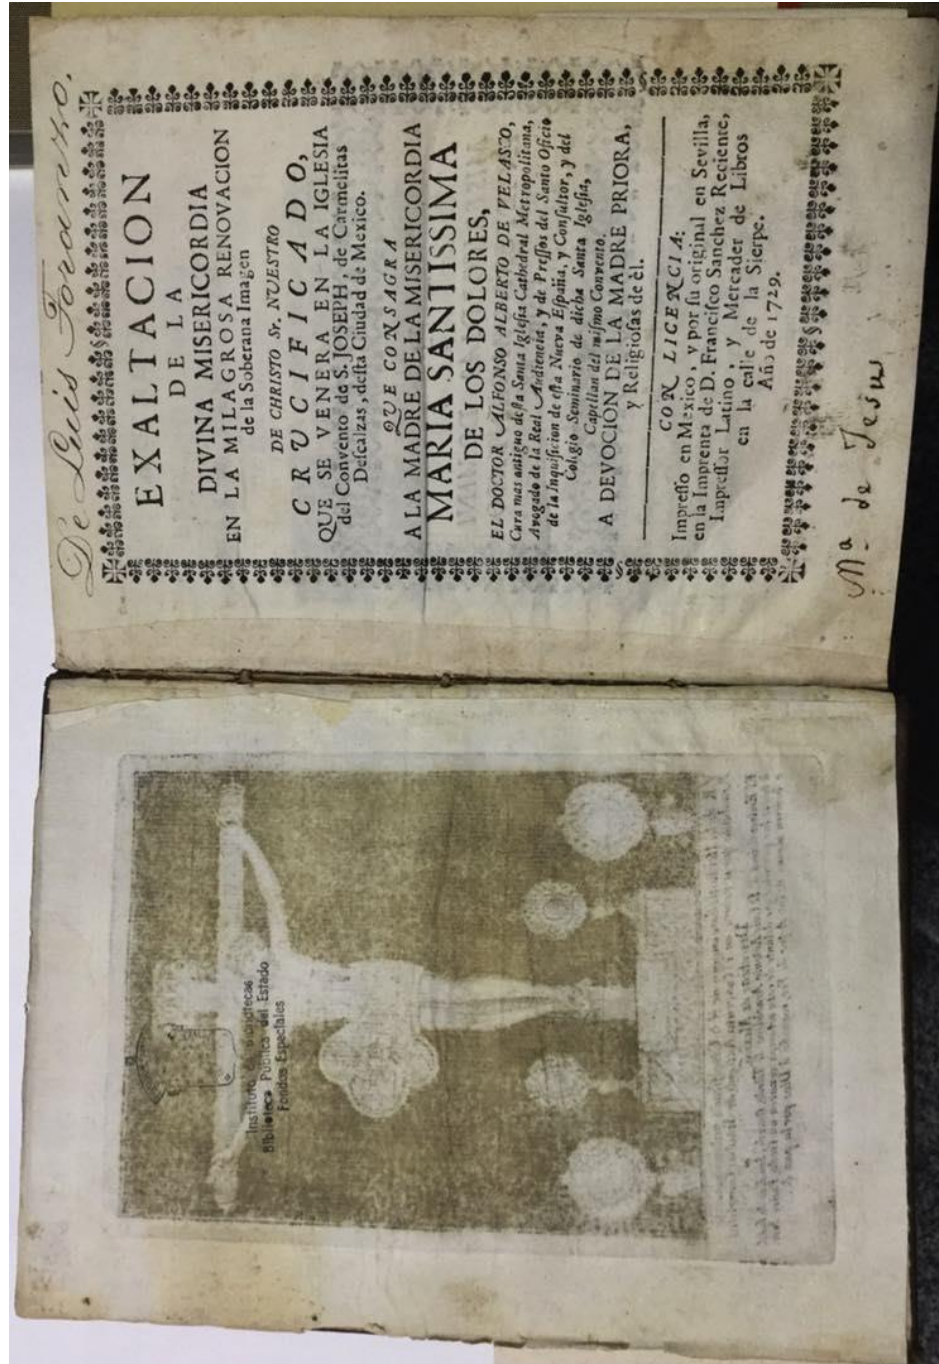 Instituto de Bibliotecas
Biblioteca Pública del Estado
Fondos Especiales
De Luis Foranzo.
EXALTACION
DE LA
DIVINA MISERICORDIA
EN LA MILAGROSA RENOVACION
de la Soberana Imagen
DE CHRISTO Sr. NUESTRO
CRVCIFICADO,
QUE SE VENERA EN LA IGLESIA
del Convento de S. JOSEPH, de Carmelitas
Deſcalzas, deſta Ciudad de Mexico.
QUE CONSAGRA
A LA MADRE DE LA MISERICORDIA
MARIA SANTISSIMA
DE LOS DOLORES,
EL DOCTOR ALFONSO ALBERTO DE VELASCO,
Cura mas antiguo deſta Santa Igleſia Cathedral Metropolitana,
Avogado de la Real Audiencia, y de Preſſos del Santo Oficio
de la Inquiſicion de eſta Nueva Eſpaña, y Conſultor, y del
Colegio Seminario de dicha Santa Igleſia,
Capellan del miſmo Convento.
A DEVOCION DE LA MADRE PRIORA,
y Religioſas de èl.
CON LICENCIA:
Impreſſo en Mexico, y por ſu original en Sevilla,
en la Imprenta de D. Franciſco Sanchez Reciente,
Impreſſor Latino, y Mercader de Libros
en la calle de la Sierpe.
Año de 1729.
Ma de Jesus